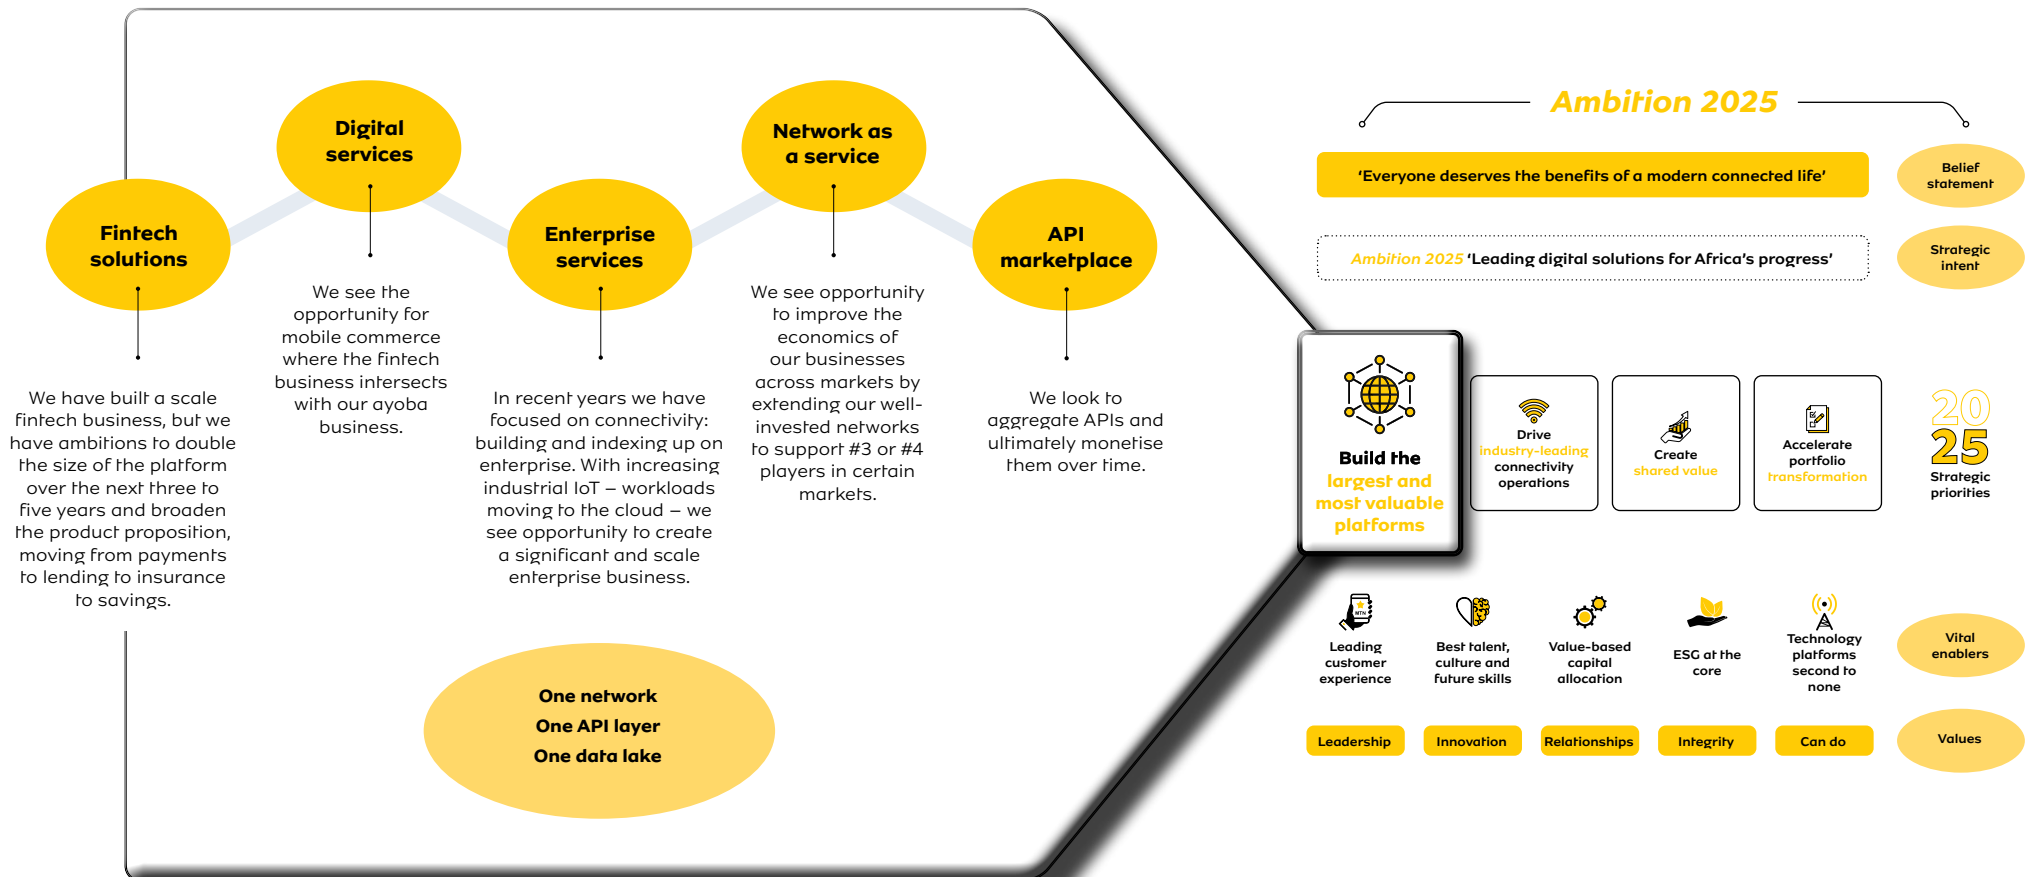 Fintech
solutions
We have built a scale
fintech business, but we
have ambitions to double
the size of the platform
over the next three to
five years and broaden
the product proposition,
moving from payments
to lending to insurance
to savings.
Digital
services
We see the
opportunity for
mobile commerce
where the fintech
business intersects
with our ayoba
business.
Enterprise
services
In recent years we have
focused on connectivity:
building and indexing up on
enterprise. With increasing
industrial IoT – workloads
moving to the cloud – we
see opportunity to create
a significant and scale
enterprise business.
Network as
a service
We see opportunity
to improve the
economics of
our businesses
across markets by
extending our well-
invested networks
to support #3 or #4
players in certain
markets.
API
marketplace
We look to
aggregate APIs and
ultimately monetise
them over time.
One network
One API layer
One data lake
Ambition 2025
‘Everyone deserves the benefits of a modern connected life’
Belief
statement
Ambition 2025 ‘Leading digital solutions for Africa’s progress’
Strategic
intent
Build the
largest and
most valuable
platforms
Drive
industry-leading
connectivity
operations
Create
shared value
Accelerate
portfolio
transformation
20
25
Strategic
priorities
MTN
Leading
customer
experience
Best talent,
culture and
future skills
Value-based
capital
allocation
ESG at the
core
Technology
platforms
second to
none
Vital
enablers
Leadership
Innovation
Relationships
Integrity
Can do
Values